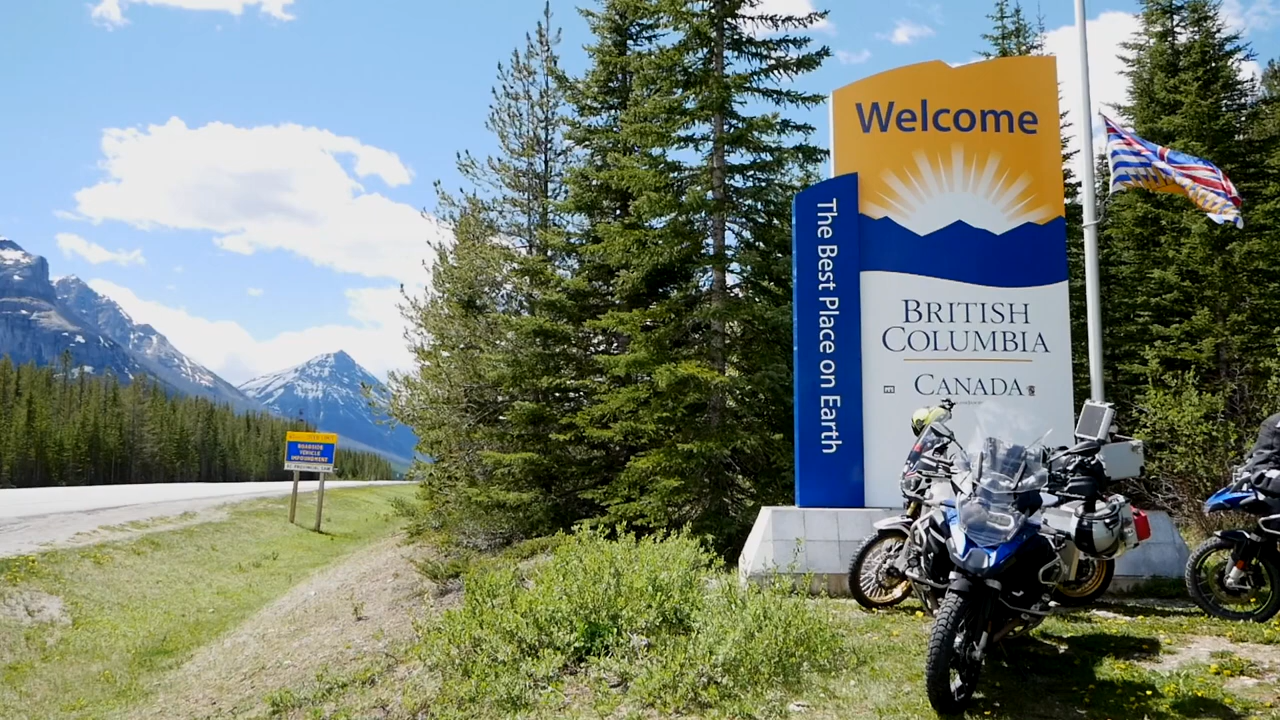 Welcome
The Best Place on Earth
BRITISH
COLUMBIA
CANADA
ROADSIDE
VEHICLE
IMPOUNDMENT